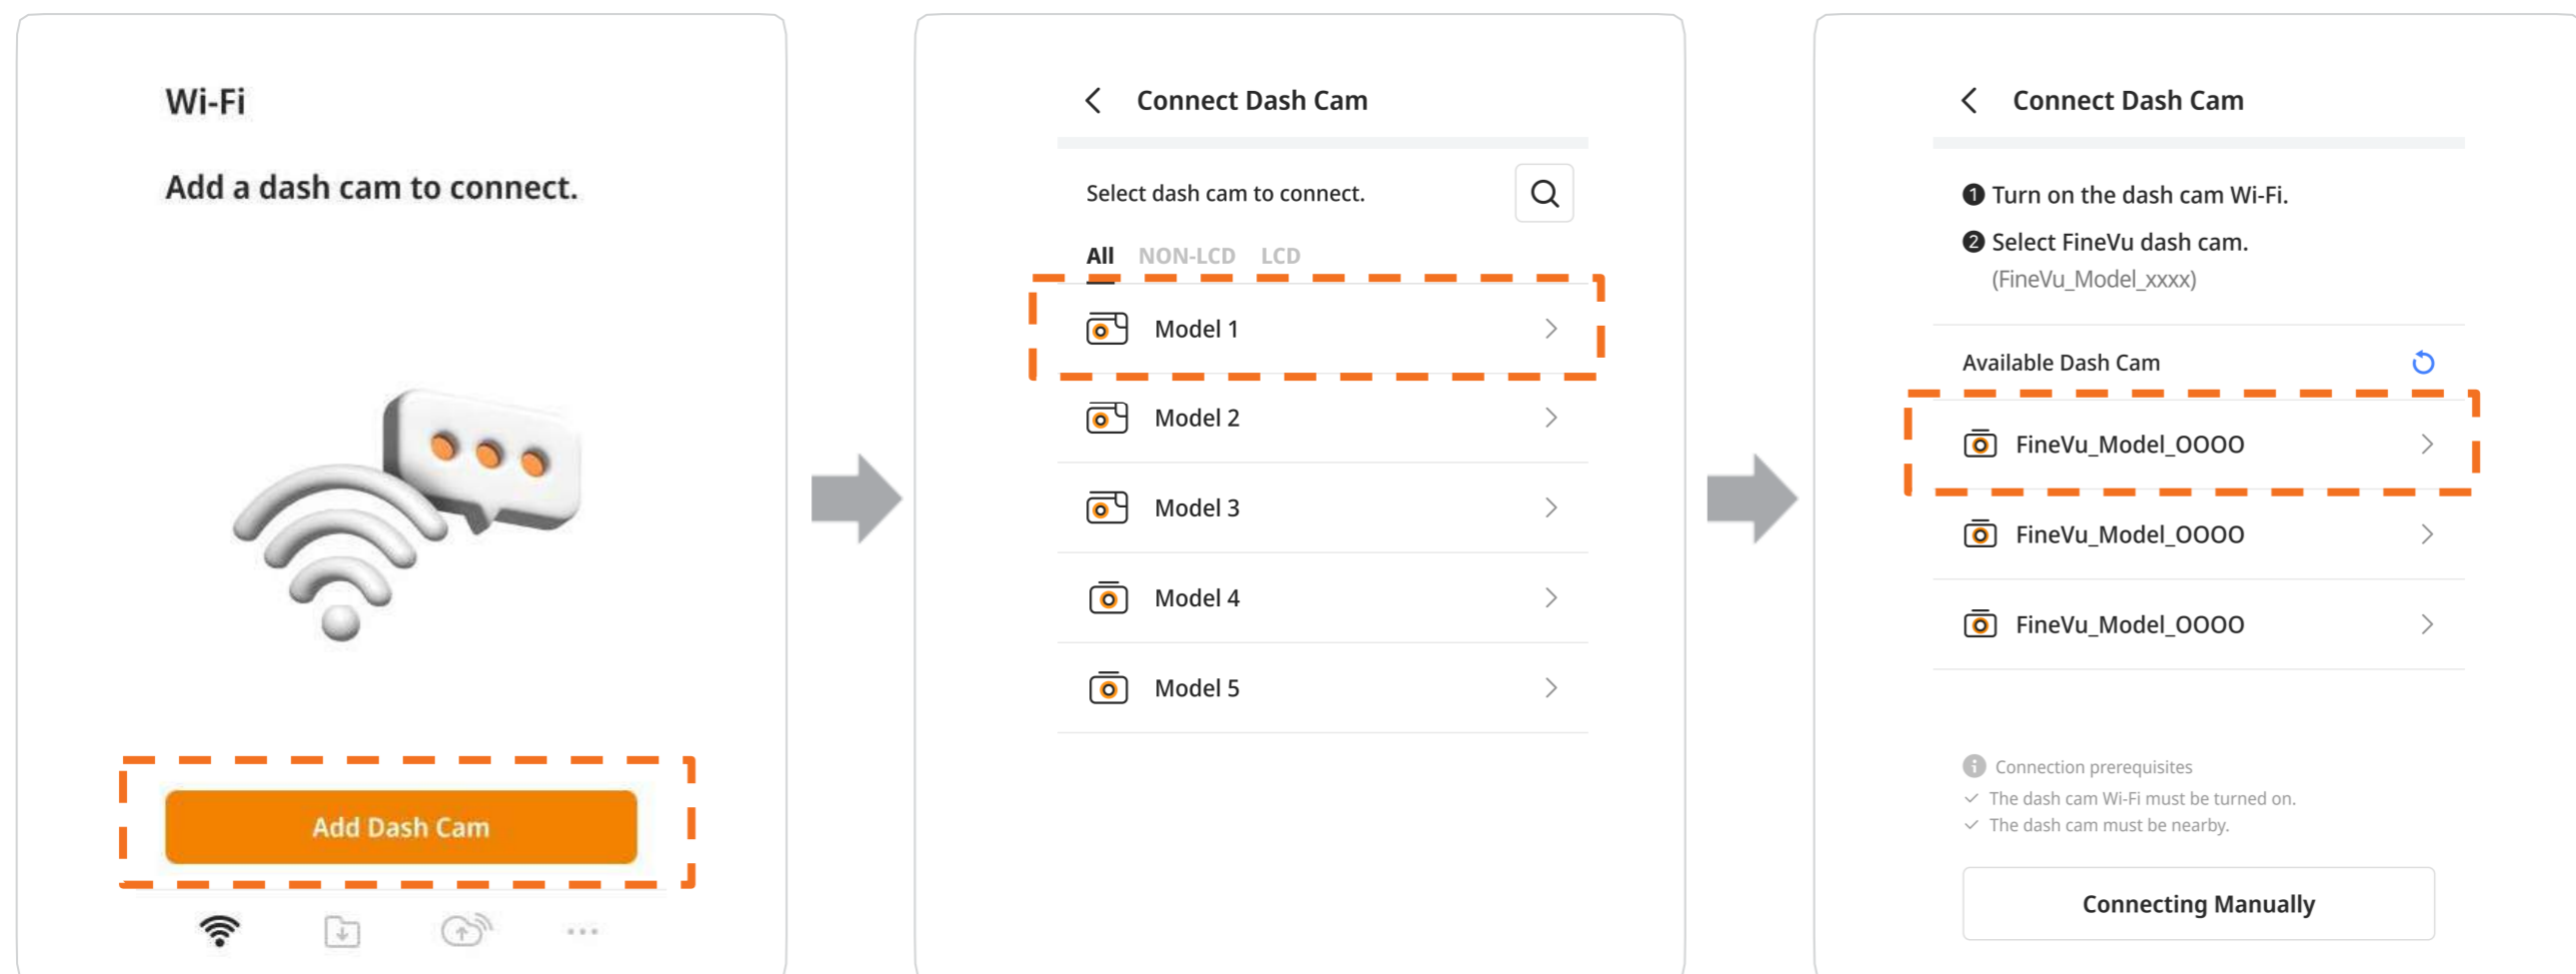 Wi-Fi
Add a dash cam to connect.
Add Dash Cam
Connect Dash Cam
Select dash cam to connect.
All NON-LCD LCD
Model 1
Model 2
Model 3
Model 4
Model 5
Connect Dash Cam
1 Turn on the dash cam Wi-Fi.
2 Select FineVu dash cam.
(FineVu_Model_xxxx)
Available Dash Cam
FineVu_Model_OOOO
FineVu_Model_OOOO
FineVu_Model_OOOO
i Connection prerequisites
✓ The dash cam Wi-Fi must be turned on.
✓ The dash cam must be nearby.
Connecting Manually